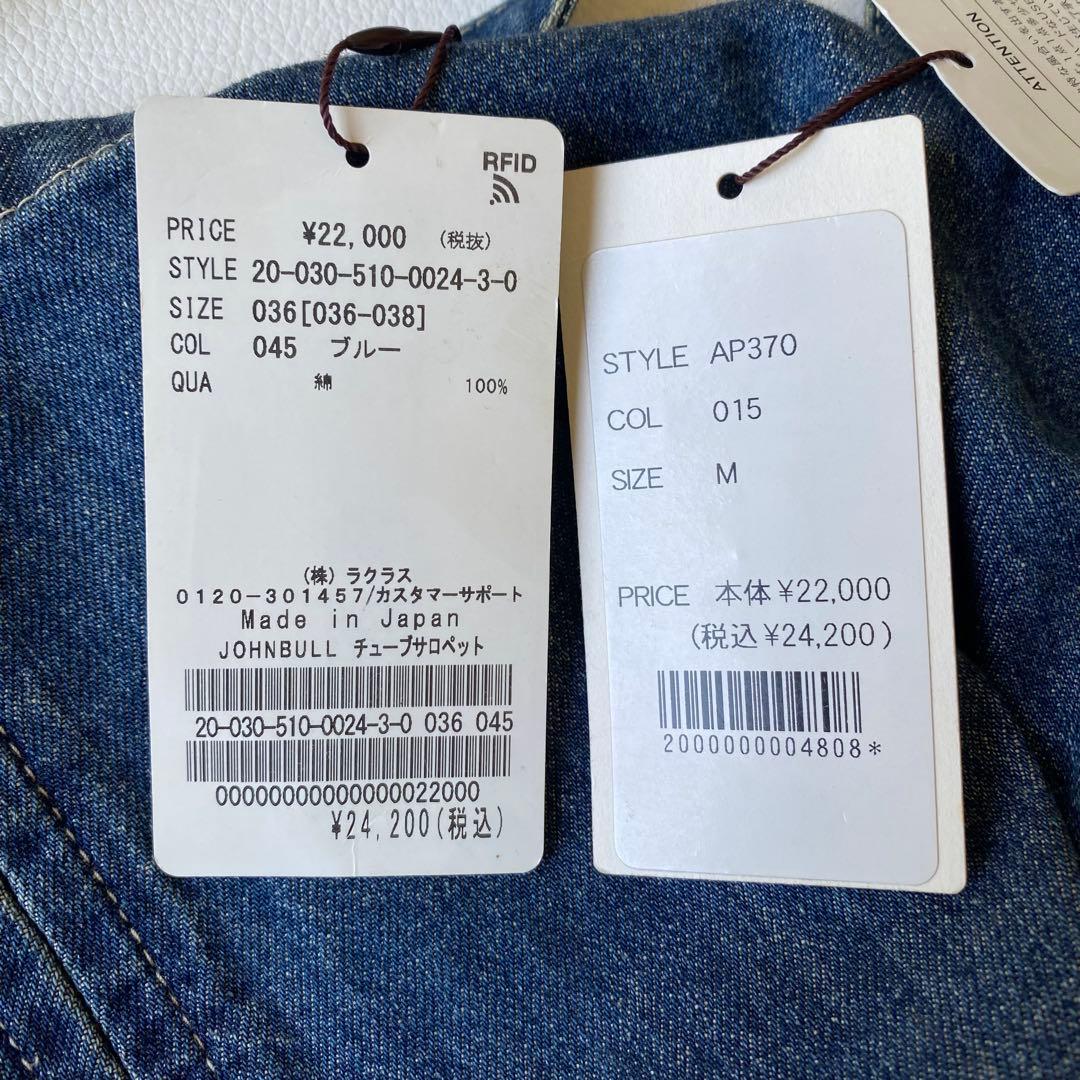 RFID
PRICE ¥22,000 (税抜)
STYLE 20-030-510-0024-3-0
SIZE 036[036-038]
COL 045 ブルー
QUA 綿 100%
(株) ラクラス
0120-301457/カスタマーサポート
Made in Japan
JOHNBULL チューブサロペット
20-030-510-0024-3-0 036 045
00000000000000022000
¥24,200(税込)
STYLE AP370
COL 015
SIZE M
PRICE 本体¥22,000
(税込¥24,200)
2000000004808*
ATTENTION